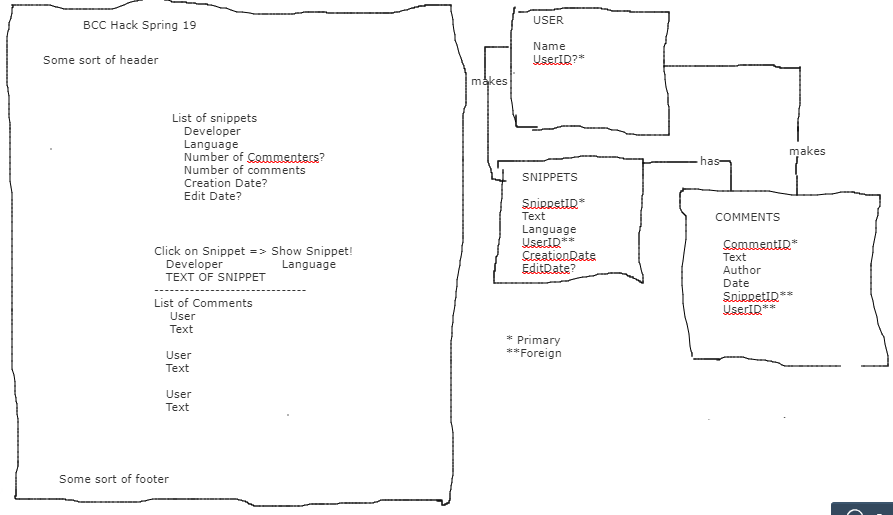 BCC Hack Spring 19
Some sort of header
List of snippets
Developer
Language
Number of Commenters?
Number of comments
Creation Date?
Edit Date?
Click on Snippet => Show Snippet!
Developer Language
TEXT OF SNIPPET
----------------------------------
List of Comments
User
Text
User
Text
User
Text
Some sort of footer
USER
Name
UserID?*
makes
makes
has
SNIPPETS
SnippetID*
Text
Language
UserID**
CreationDate
EditDate?
COMMENTS
CommentID*
Text
Author
Date
SnippetID**
UserID**
* Primary
**Foreign